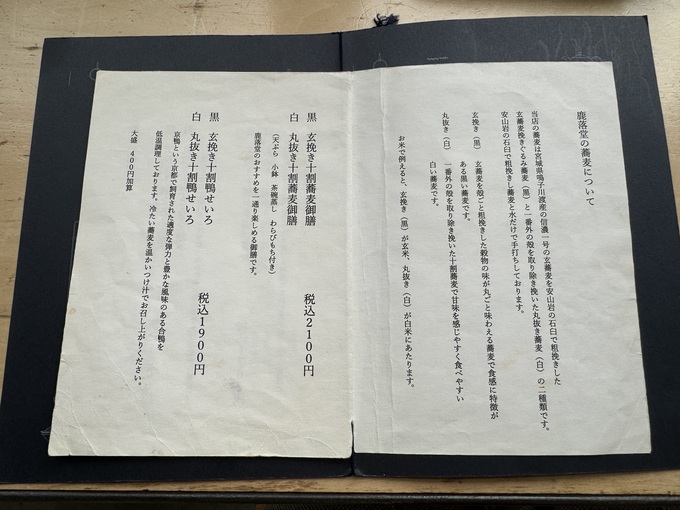 鹿落堂の蕎麦について
当店の蕎麦は宮城県鳴子川渡産の信濃一号の玄蕎麦を安山岩の石臼で粗挽きした
玄蕎麦挽きぐるみ蕎麦（黒）と一番外の殻を取り除き挽いた丸抜き蕎麦（白）の二種類です。
安山岩の石臼で粗挽きし蕎麦と水だけで手打ちしております。
玄挽き（黒） 玄蕎麦を殻ごと粗挽きした穀物の味が丸ごと味わえる蕎麦で食感に特徴が
ある黒い蕎麦です。
丸抜き（白） 一番外の殻を取り除き挽いた十割蕎麦で甘味を感じやすく食べやすい
白い蕎麦です。
お米で例えると、玄挽き（黒）が玄米、丸抜き（白）が白米にあたります。
黒 玄挽き十割蕎麦御膳
白 丸抜き十割蕎麦御膳 税込2100円
（天ぷら 小鉢 茶碗蒸し わらびもち付き）
鹿落堂のおすすめを一通り楽しめる御膳です。
黒 玄挽き十割鴨せいろ
白 丸抜き十割鴨せいろ 税込1900円
京鴨という京都で飼育された適度な弾力と豊かな風味のある合鴨を
低温調理しております。冷たい蕎麦を温かいつけ汁でお召し上がりください。
大盛 400円加算